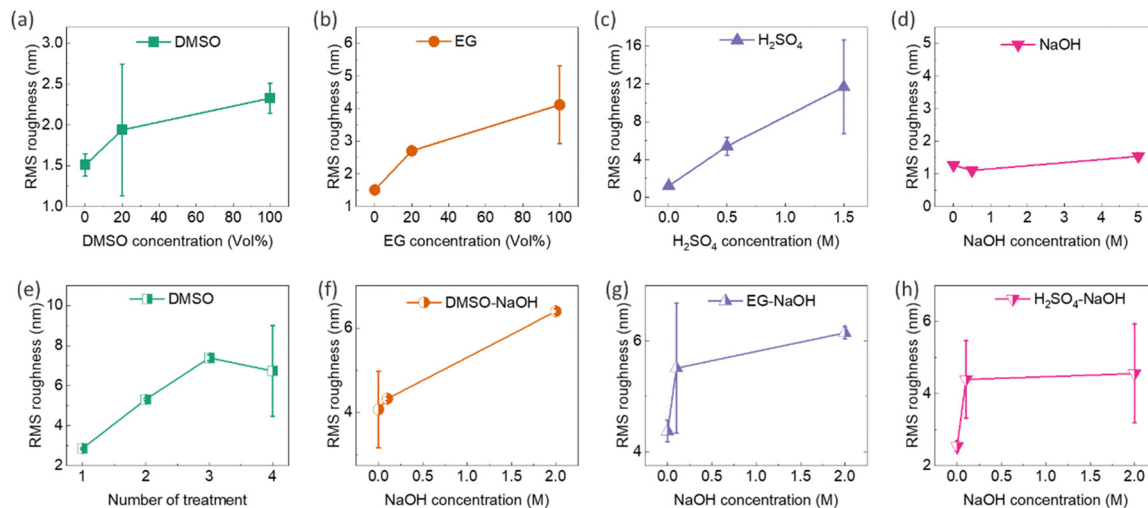 (a)
DMSO
RMS roughness (nm)
3.0
2.5
2.0
1.5
1.0
0 20 40 60 80 100
DMSO concentration (Vol%)
(b)
EG
RMS roughness (nm)
6
5
4
3
2
1
0 20 40 60 80 100
EG concentration (Vol%)
(c)
H₂SO₄
RMS roughness (nm)
16
12
8
4
0
0.0 0.5 1.0 1.5
H₂SO₄ concentration (M)
(d)
NaOH
RMS roughness (nm)
5
4
3
2
1
0
0 1 2 3 4 5
NaOH concentration (M)
(e)
DMSO
RMS roughness (nm)
10
8
6
4
2
1 2 3 4
Number of treatment
(f)
DMSO-NaOH
RMS roughness (nm)
6
4
0.0 0.5 1.0 1.5 2.0
NaOH concentration (M)
(g)
EG-NaOH
RMS roughness (nm)
6
4
0.0 0.5 1.0 1.5 2.0
NaOH concentration (M)
(h)
H₂SO₄-NaOH
RMS roughness (nm)
6
4
2
0.0 0.5 1.0 1.5 2.0
NaOH concentration (M)